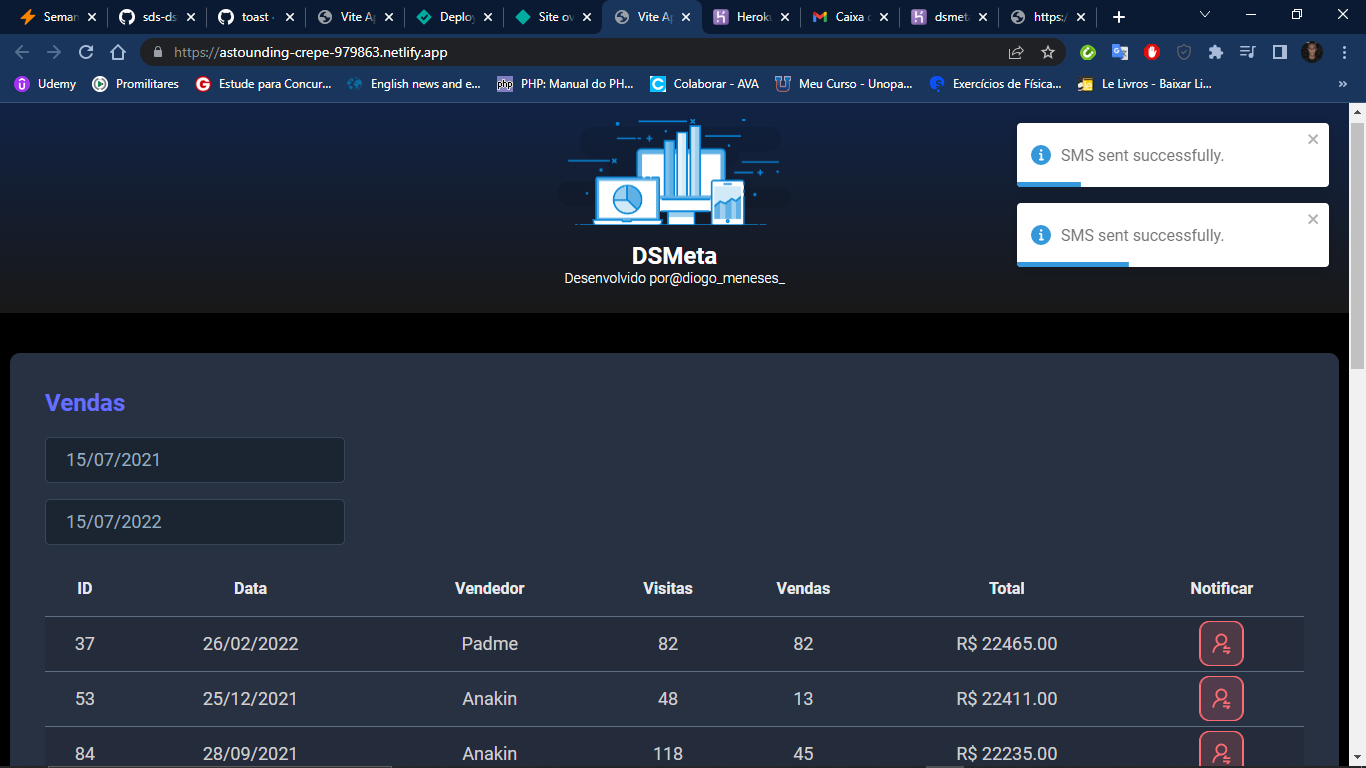 Seman
sds-ds
toast
Vite Ap
Deploy
Site ov
Vite Ap
Heroku
Caixa
dsmeta
https:/
https://astounding-crepe-979863.netlify.app
Udemy
Promilitares
Estude para Concur...
English news and e...
php
PHP: Manual do PH...
Colaborar - AVA
Meu Curso - Unopa...
Exercícios de Física...
Le Livros - Baixar Li...
»
SMS sent successfully.
SMS sent successfully.
DSMeta
Desenvolvido por@diogo_meneses_
Vendas
15/07/2021
15/07/2022
ID Data Vendedor Visitas Vendas Total Notificar
37 26/02/2022 Padme 82 82 R$ 22465.00
53 25/12/2021 Anakin 48 13 R$ 22411.00
84 28/09/2021 Anakin 118 45 R$ 22235.00